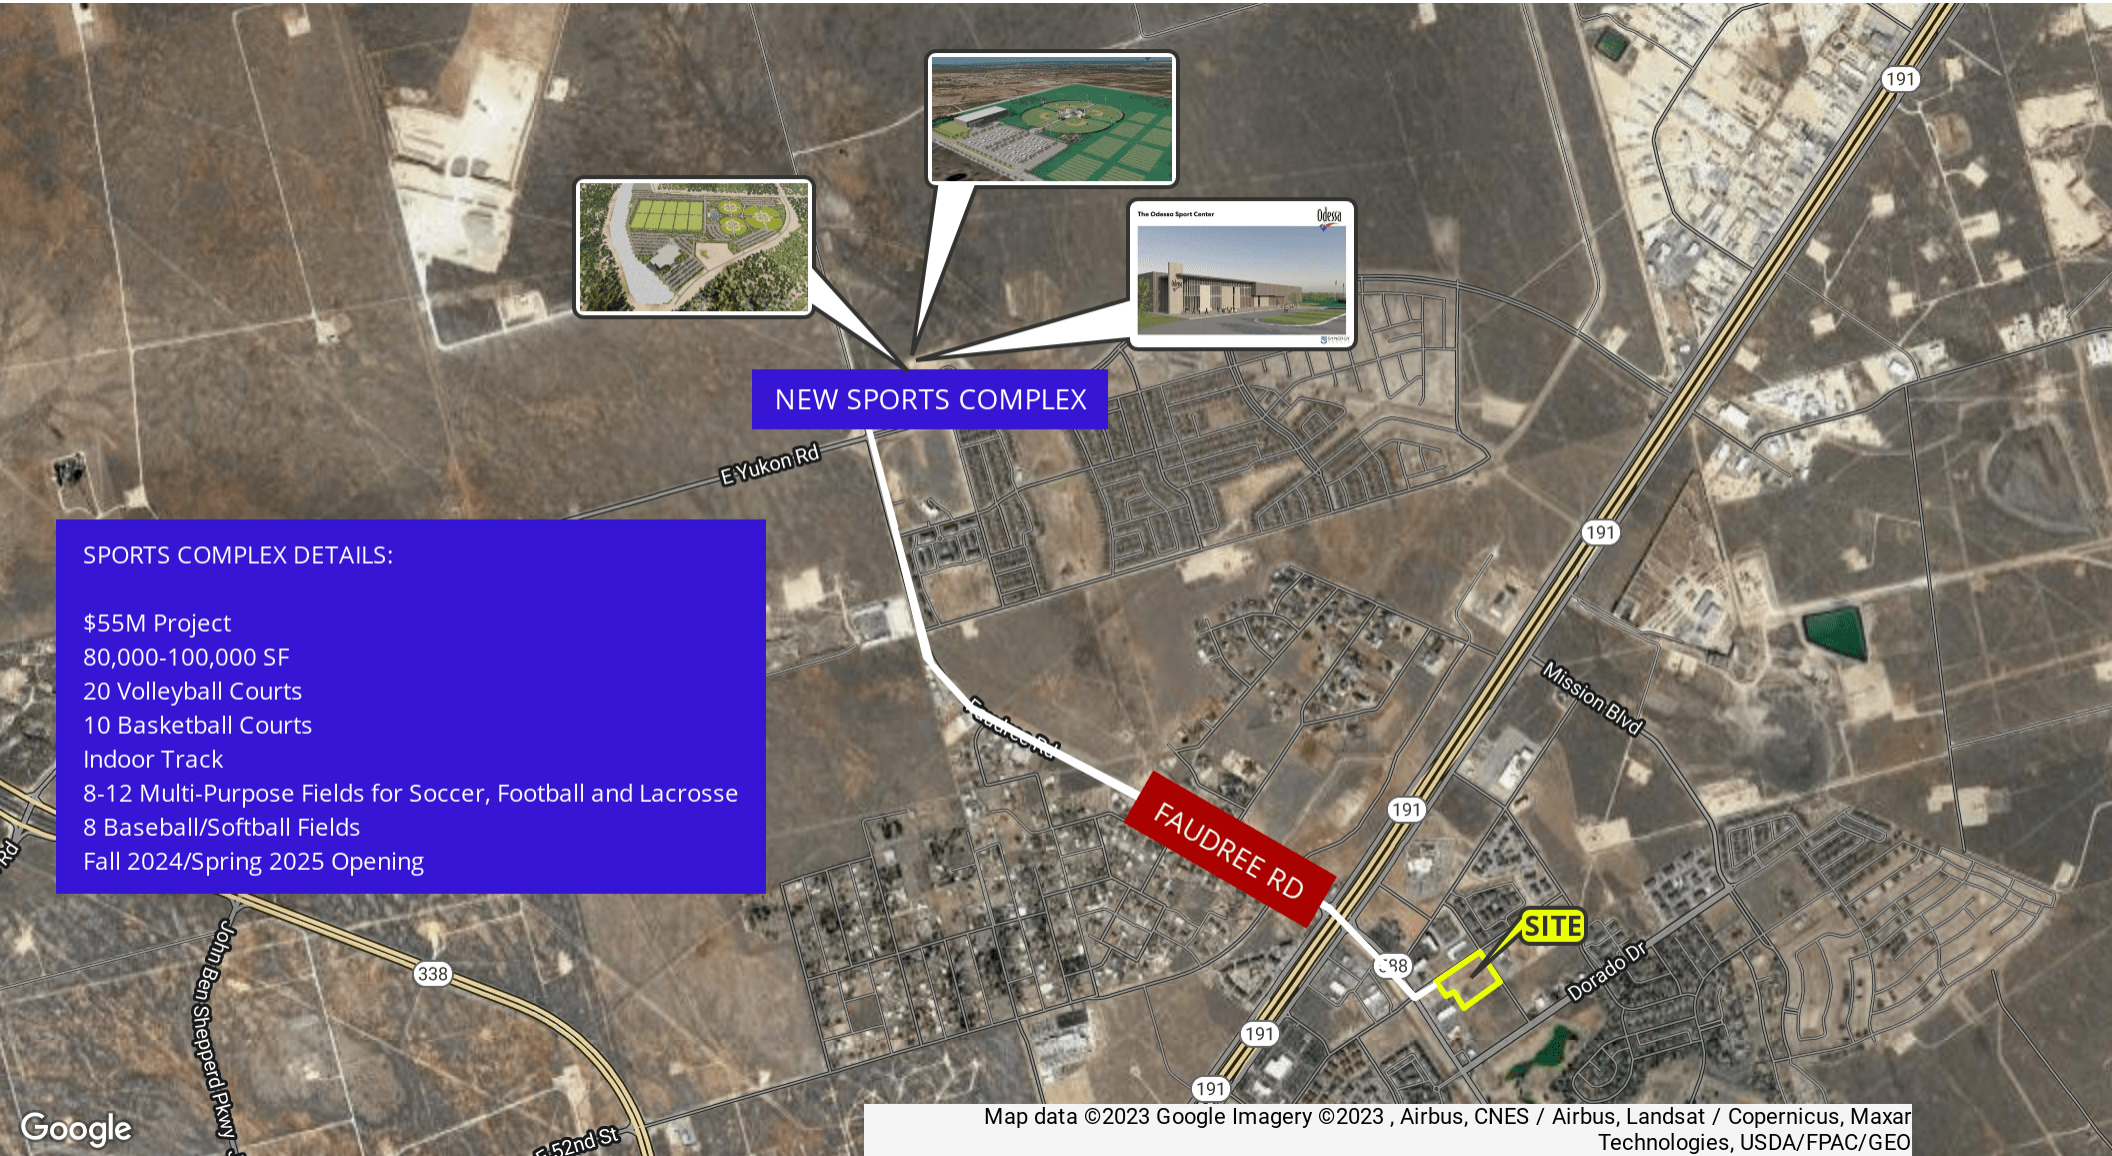 191
The Odessa Sport Center
Odessa
NEW SPORTS COMPLEX
E Yukon Rd
191
SPORTS COMPLEX DETAILS:
$55M Project
80,000-100,000 SF
20 Volleyball Courts
10 Basketball Courts
Indoor Track
8-12 Multi-Purpose Fields for Soccer, Football and Lacrosse
8 Baseball/Softball Fields
Fall 2024/Spring 2025 Opening
Mission Blvd
Faudree Rd
191
FAUDREE RD
Rd
SITE
Dorado Dr
338
John Ben Shepperd Pkwy
191
191
E 52nd St
Google
Map data ©2023 Google Imagery ©2023 , Airbus, CNES / Airbus, Landsat / Copernicus, Maxar
Technologies, USDA/FPAC/GEO